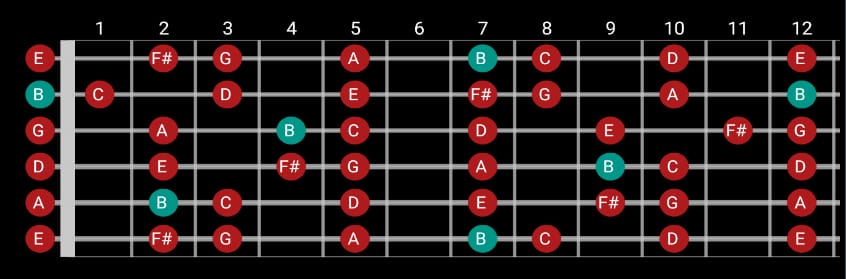 1 2 3 4 5 6 7 8 9 10 11 12
E F# G A B C D E
B C D E F# G A B
G A B C D E F# G
D E F# G A B C D
A B C D E F# G A
E F# G A B C D E